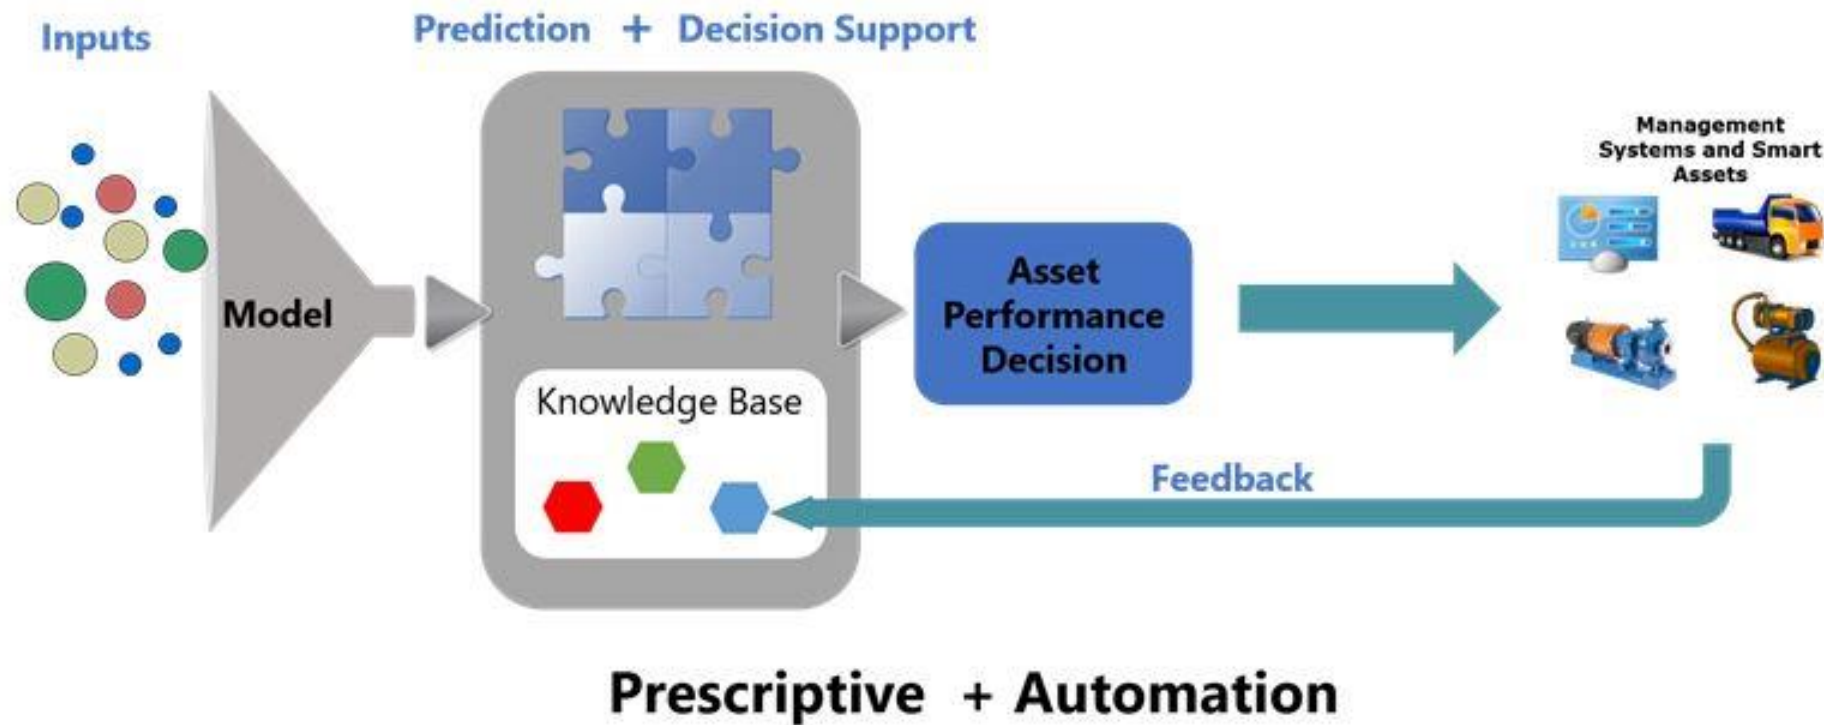 Inputs
Prediction + Decision Support
Management
Systems and Smart
Assets
Model
Asset
Performance
Decision
Knowledge Base
Feedback
Prescriptive + Automation